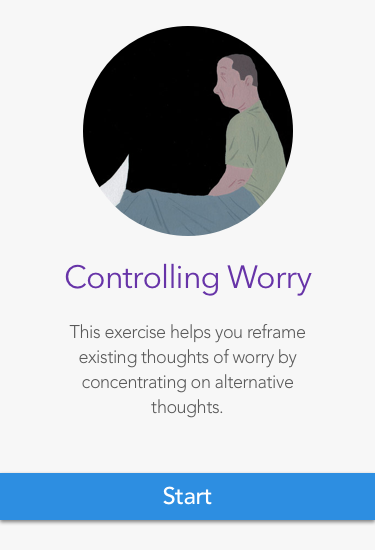 Controlling Worry
This exercise helps you reframe
existing thoughts of worry by
concentrating on alternative
thoughts.
Start